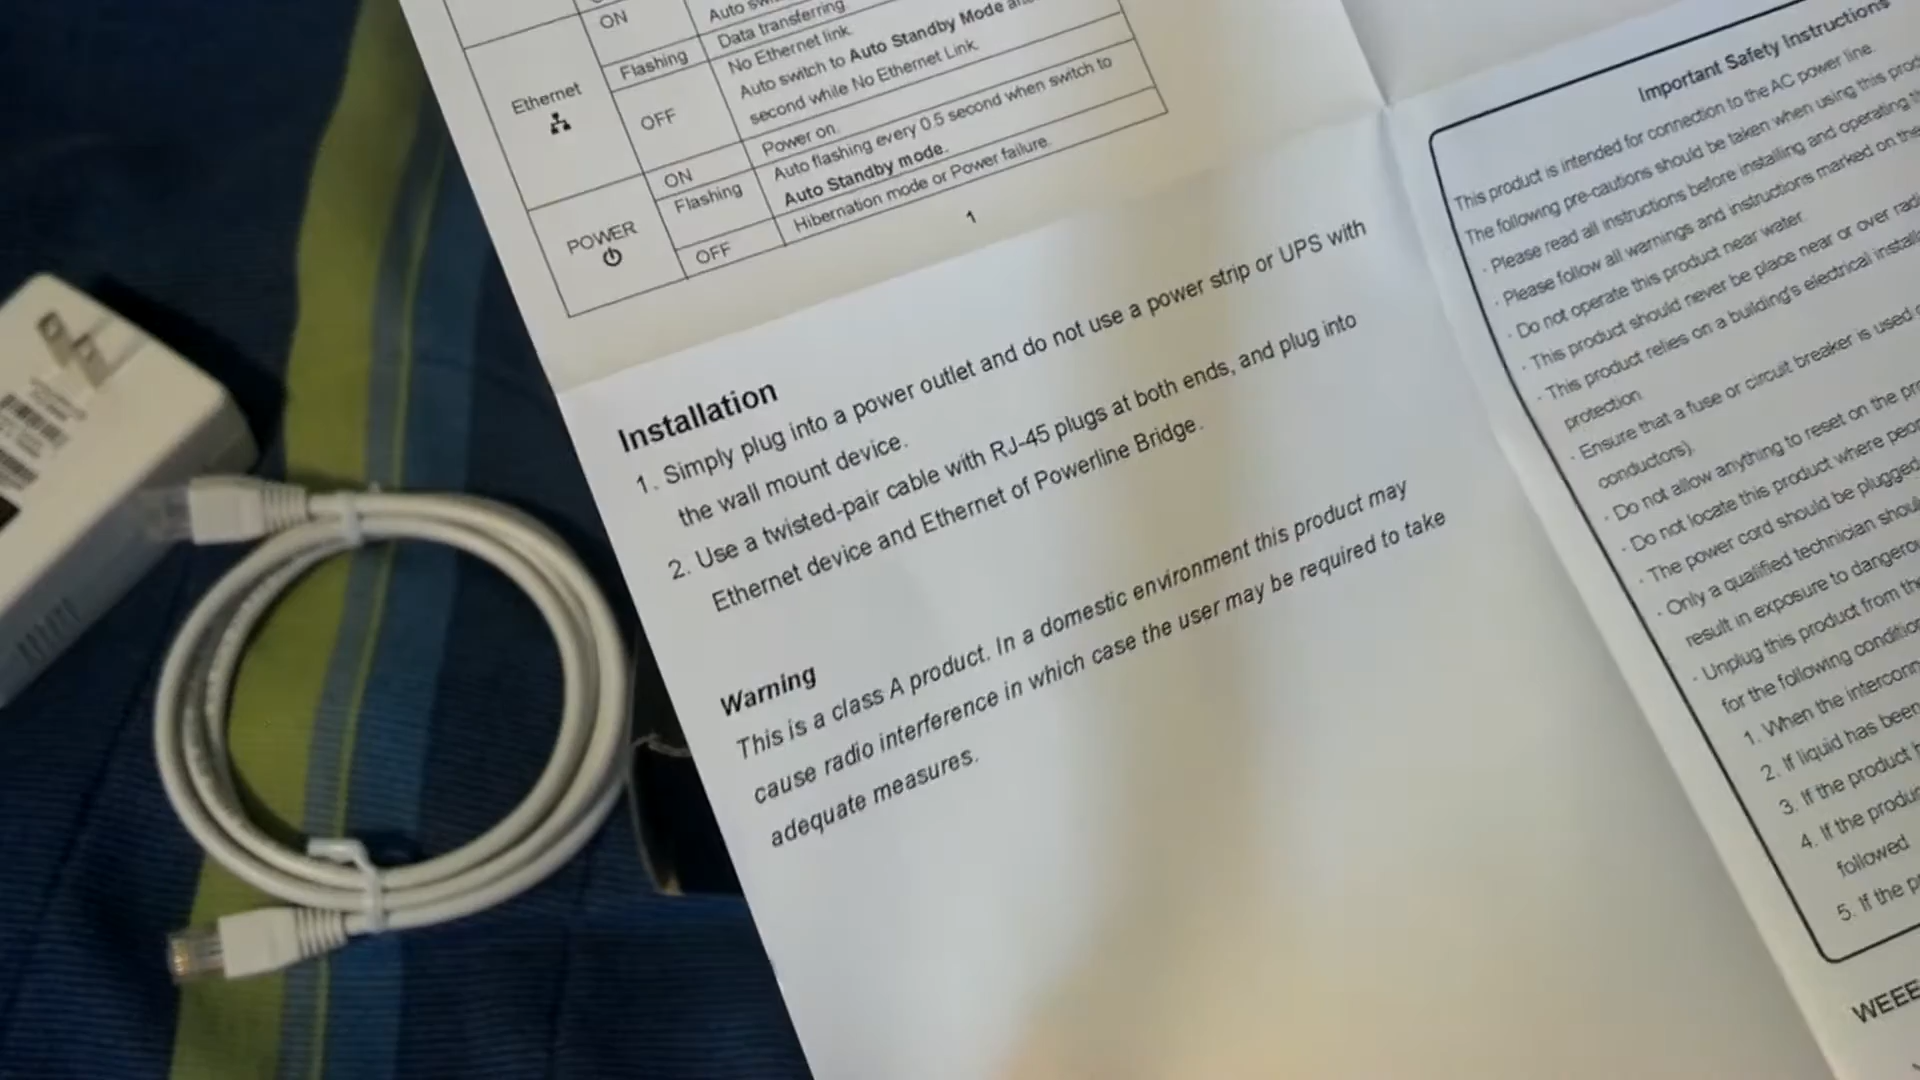 ON
Auto
Flashing
Data transferring
Ethernet
OFF
No Ethernet link.
Auto switch to Auto Standby Mode
second while No Ethernet Link.
ON
Power on.
POWER
Flashing
Auto flashing every 0.5 second when switch to
Auto Standby mode.
OFF
Hibernation mode or Power failure.
1
Installation
1. Simply plug into a power outlet and do not use a power strip or UPS with
the wall mount device.
2. Use a twisted-pair cable with RJ-45 plugs at both ends, and plug into
Ethernet device and Ethernet of Powerline Bridge.
Warning
This is a class A product. In a domestic environment this product may
cause radio interference in which case the user may be required to take
adequate measures.
Important Safety Instructions
This product is intended for connection to the AC power line.
The following pre-cautions should be taken when using this
· Please read all instructions before installing and operating
· Please follow all warnings and instructions marked on the
· Do not operate this product near water.
· This product should never be place near or over
· This product relies on a building's electrical
protection.
· Ensure that a fuse or circuit breaker is used
conductors).
· Do not allow anything to reset on the
· Do not locate this product where
· The power cord should be plugged
· Only a qualified technician
result in exposure to
· Unplug this product from the
for the following
1. When the
2. If liquid has been
3. If the product
4. If the
followed
5. If the
WEEE